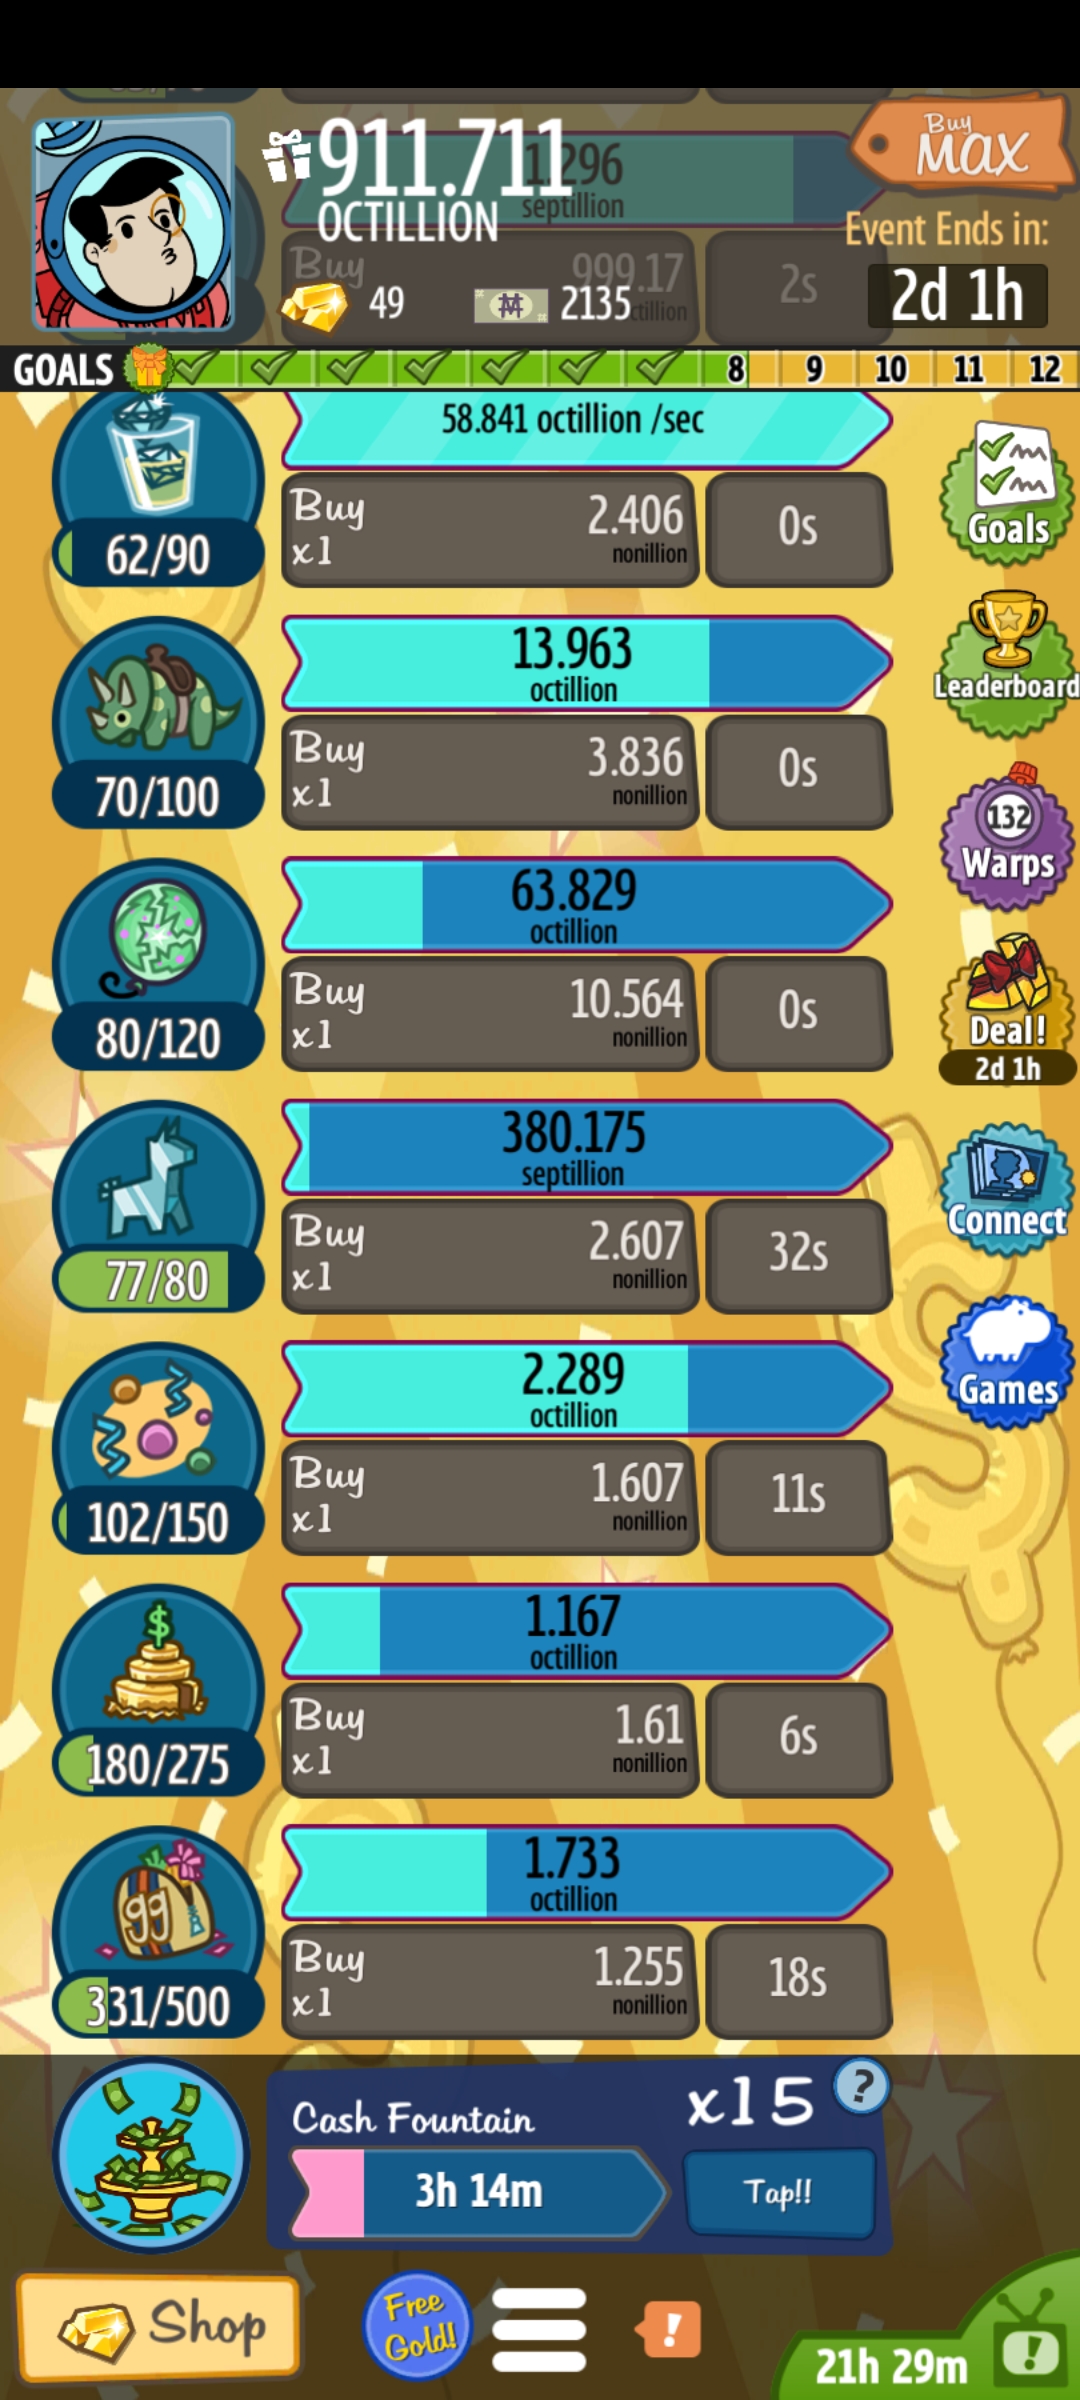 911.711
OCTILLION
1.296
septillion
Buy
MAX
Event Ends in:
2d 1h
Buy
999.17
2s
49
2135
GOALS 8 9 10 11 12
58.841 octillion /sec
62/90
Buy
x1
2.406
nonillion
0s
Goals
13.963
octillion
70/100
Buy
x1
3.836
nonillion
0s
Leaderboard
63.829
octillion
80/120
Buy
x1
10.564
nonillion
0s
132
Warps
Deal!
2d 1h
380.175
septillion
77/80
Buy
x1
2.607
nonillion
32s
Connect
2.289
octillion
102/150
Buy
x1
1.607
nonillion
11s
Games
1.167
octillion
$
180/275
Buy
x1
1.61
nonillion
6s
1.733
octillion
99
331/500
Buy
x1
1.255
nonillion
18s
Cash Fountain
x15
?
3h 14m
Tap!!
Shop
Free
Gold!
!
21h 29m
!